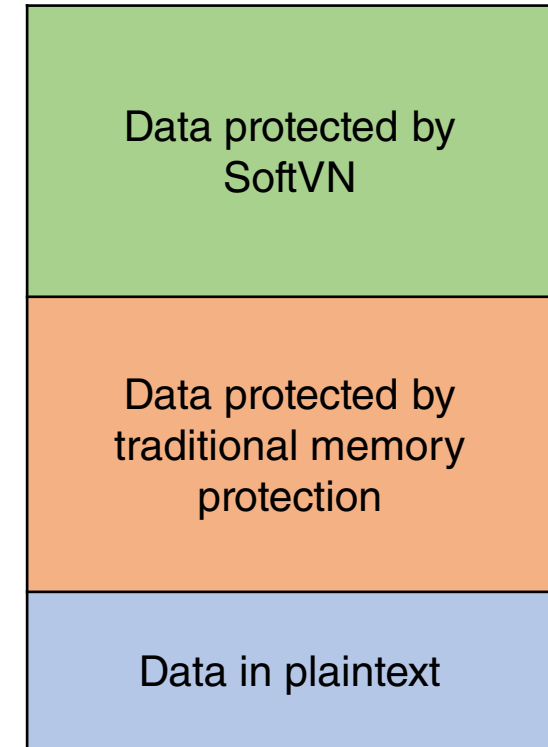 Data protected by
SoftVN
Data protected by
traditional memory
protection
Data in plaintext